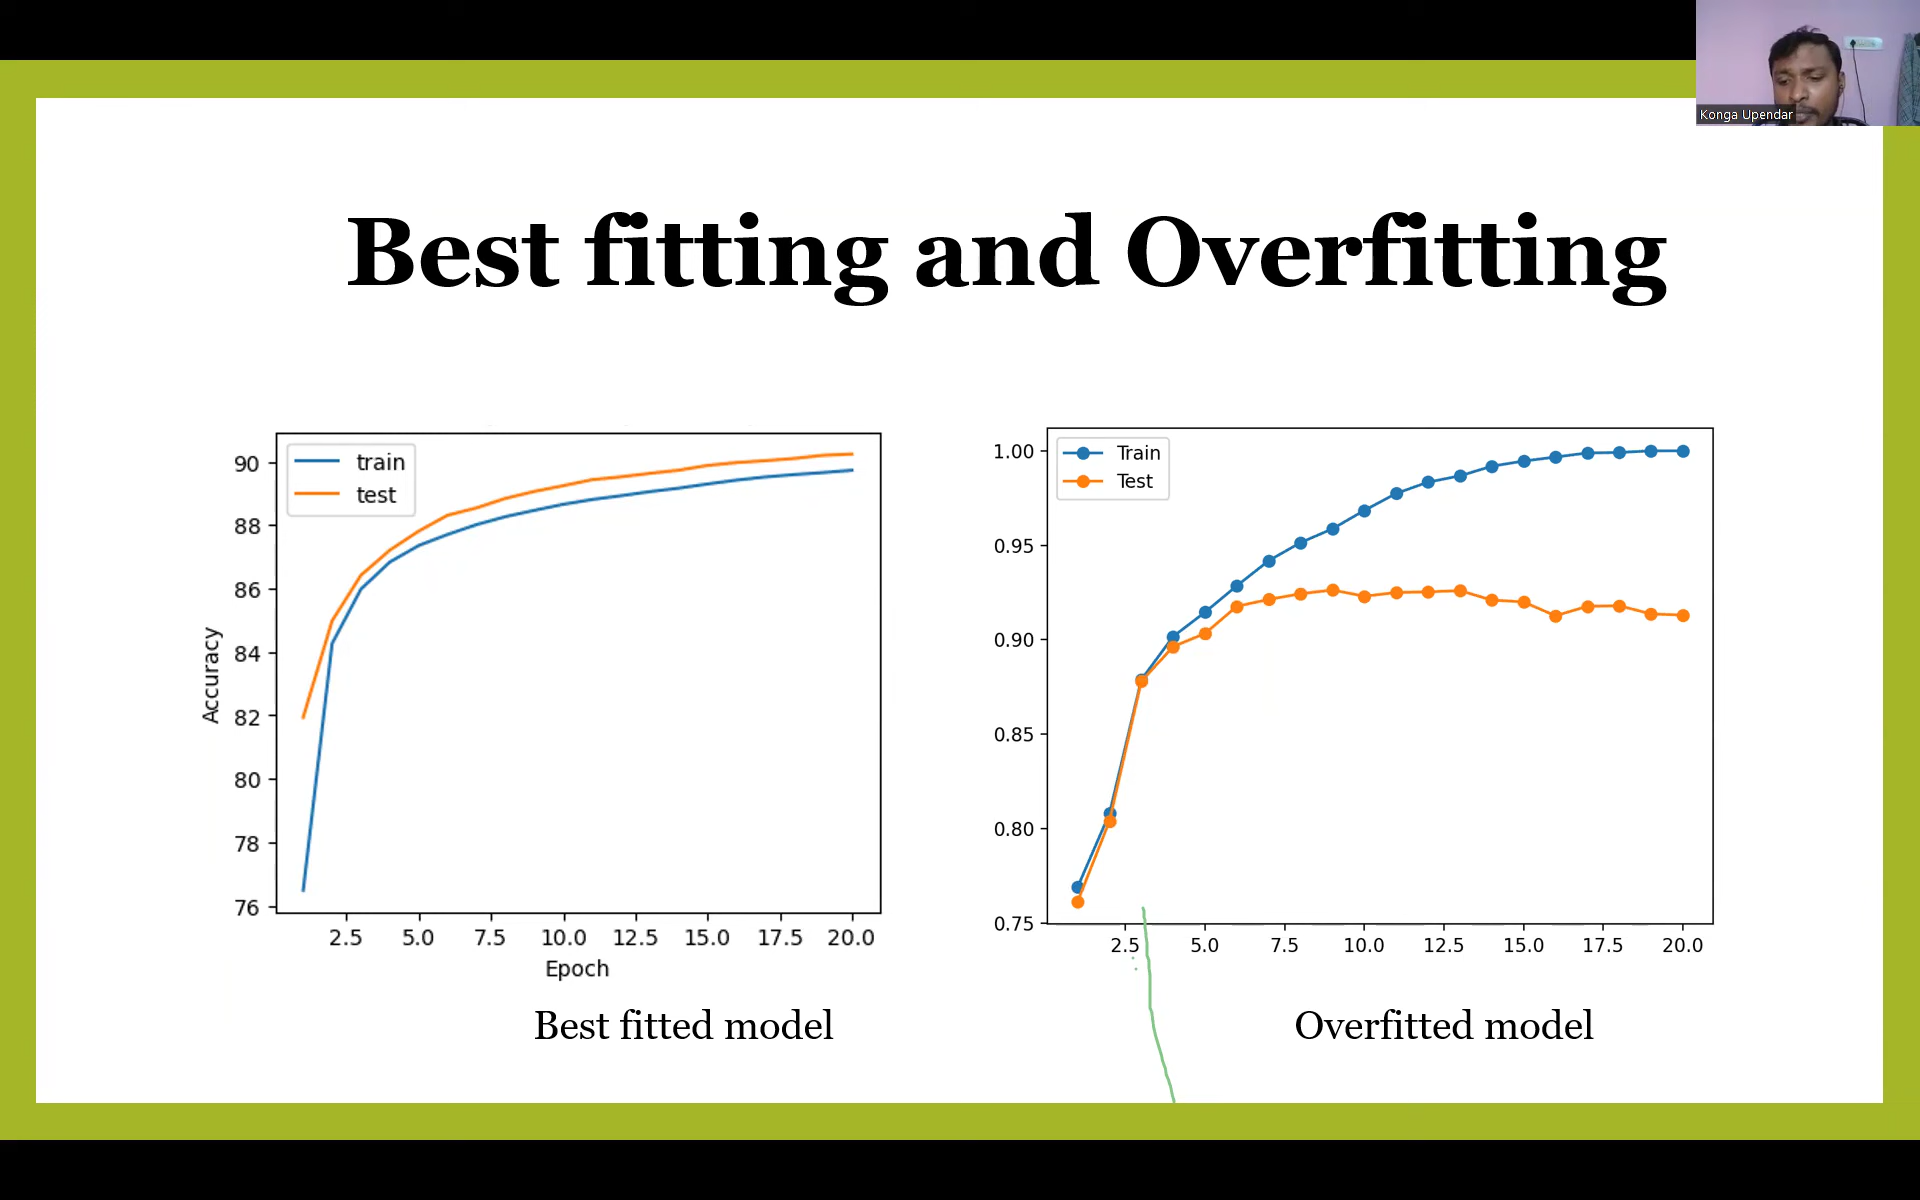 Konga Upendar
Best fitting and Overfitting
train
test
90
88
86
84
82
80
78
76
Accuracy
2.5 5.0 7.5 10.0 12.5 15.0 17.5 20.0
Epoch
Best fitted model
Train
Test
1.00
0.95
0.90
0.85
0.80
0.75
2.5 5.0 7.5 10.0 12.5 15.0 17.5 20.0
Overfitted model